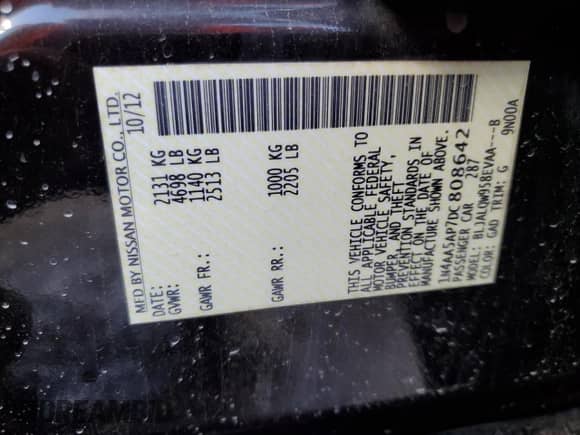 MFD BY NISSAN MOTOR CO., LTD.
DATE: 10/12
GVWR: 2131 KG
4698 LB
GAWR FR.: 1140 KG
2513 LB
GAWR RR.: 1000 KG
2205 LB
THIS VEHICLE CONFORMS TO
ALL APPLICABLE FEDERAL
MOTOR VEHICLE SAFETY,
BUMPER, AND THEFT
PREVENTION STANDARDS IN
EFFECT ON THE DATE OF
MANUFACTURE SHOWN ABOVE.
1N4AA5AP7DC808642
PASSENGER CAR 287
MODEL: BLJALQW958EVAA---B
COLOR: GAD TRIM: G 9N00A